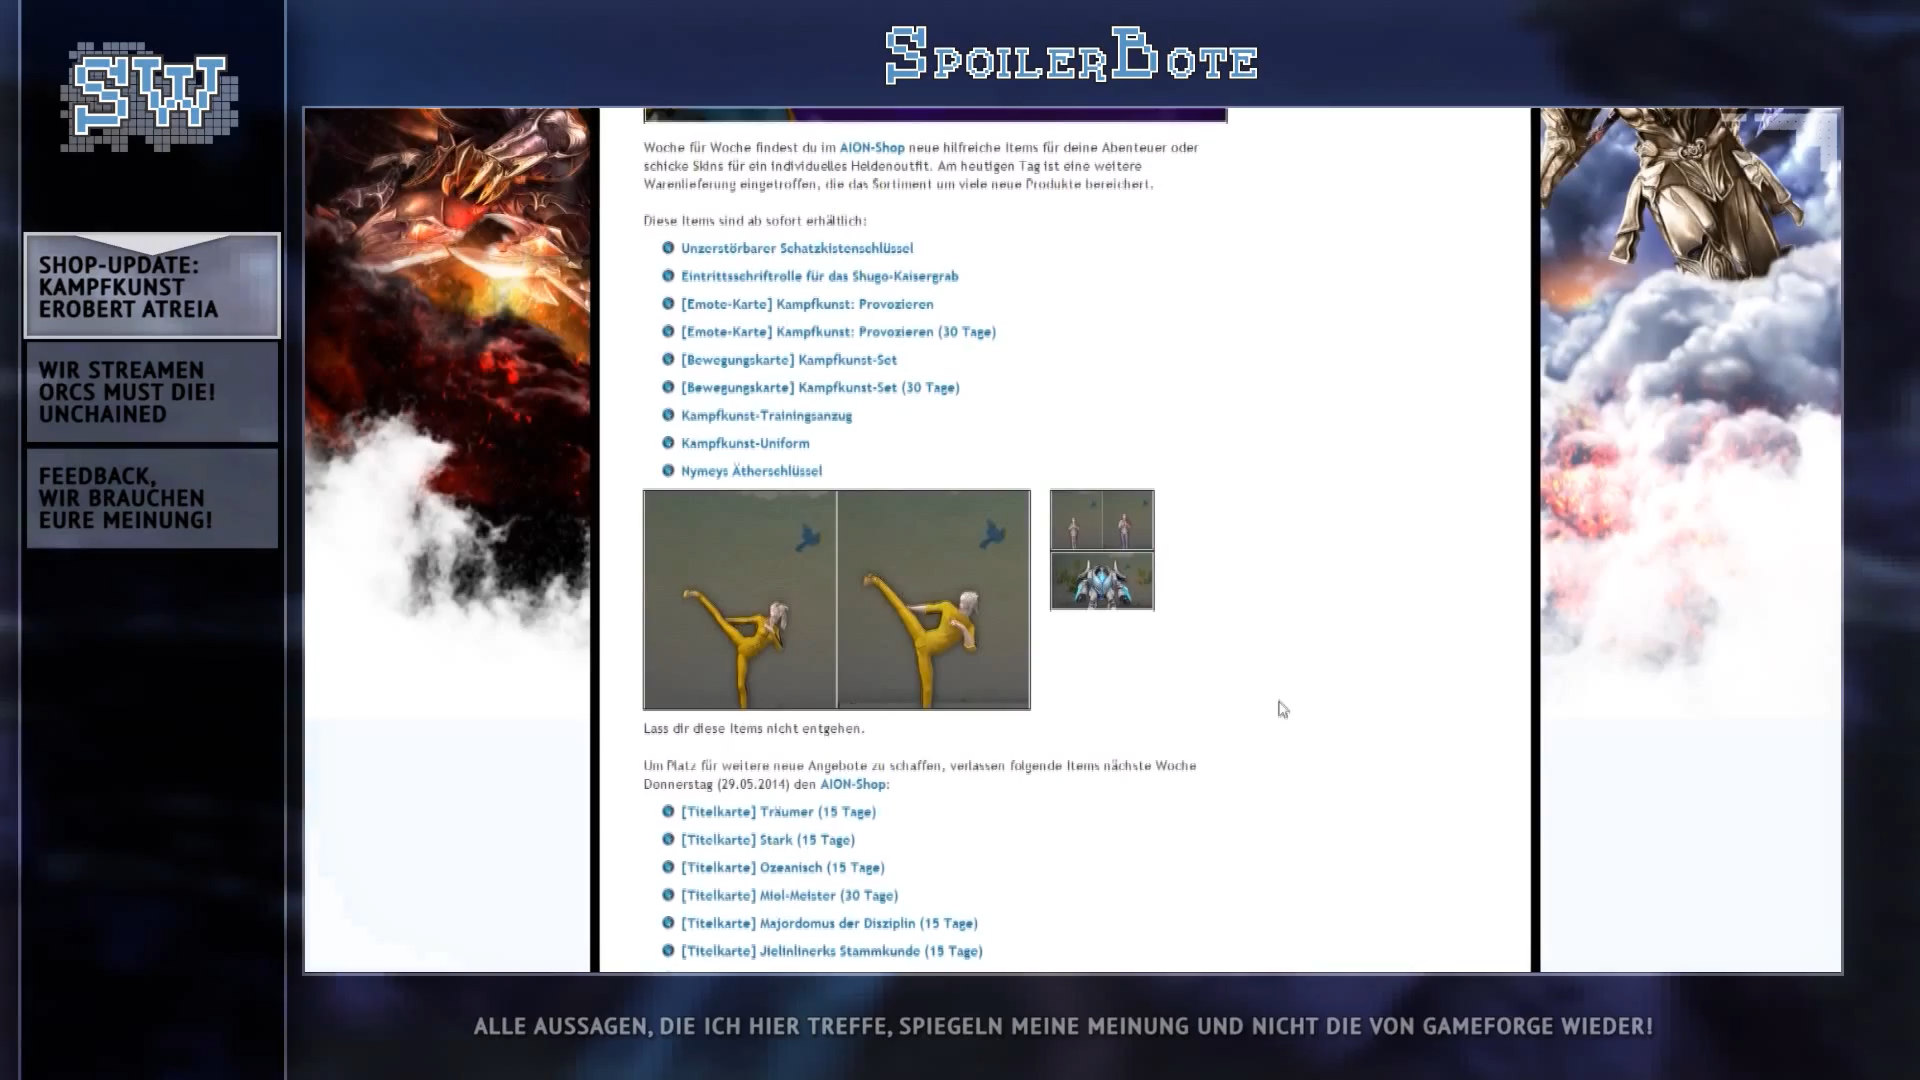 SW
SPOILERBOTE
SHOP-UPDATE:
KAMPFKUNST
EROBERT ATREIA
WIR STREAMEN
ORCS MUST DIE!
UNCHAINED
FEEDBACK,
WIR BRAUCHEN
EURE MEINUNG!
Woche für Woche findest du im AION-Shop neue hilfreiche Items für deine Abenteuer oder
schicke Skins für ein individuelles Heldenoutfit. Am heutigen Tag ist eine weitere
Warenlieferung eingetroffen, die das Sortiment um viele neue Produkte bereichert.
Diese Items sind ab sofort erhältlich:
Unzerstörbarer Schatzkistenschlüssel
Eintrittsschriftrolle für das Shugo-Kaisergrab
[Emote-Karte] Kampfkunst: Provozieren
[Emote-Karte] Kampfkunst: Provozieren (30 Tage)
[Bewegungskarte] Kampfkunst-Set
[Bewegungskarte] Kampfkunst-Set (30 Tage)
Kampfkunst-Trainingsanzug
Kampfkunst-Uniform
Nymeys Ätherschlüssel
Lass dir diese Items nicht entgehen.
Um Platz für weitere neue Angebote zu schaffen, verlassen folgende Items nächste Woche
Donnerstag (29.05.2014) den AION-Shop:
[Titelkarte] Träumer (15 Tage)
[Titelkarte] Stark (15 Tage)
[Titelkarte] Ozeanisch (15 Tage)
[Titelkarte] Miol-Meister (30 Tage)
[Titelkarte] Majordomus der Disziplin (15 Tage)
[Titelkarte] Jielinlinerks Stammkunde (15 Tage)
ALLE AUSSAGEN, DIE ICH HIER TREFFE, SPIEGELN MEINE MEINUNG UND NICHT DIE VON GAMEFORGE WIEDER!